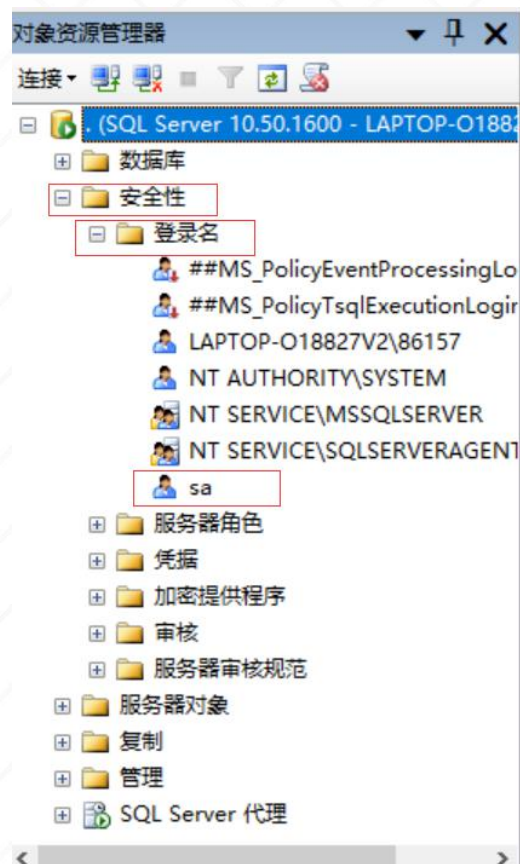 对象资源管理器
连接
. (SQL Server 10.50.1600 - LAPTOP-O1882
数据库
安全性
登录名
##MS_PolicyEventProcessingLo
##MS_PolicyTsqlExecutionLogin
LAPTOP-O18827V2\86157
NT AUTHORITY\SYSTEM
NT SERVICE\MSSQLSERVER
NT SERVICE\SQLSERVERAGENT
sa
服务器角色
凭据
加密提供程序
审核
服务器审核规范
服务器对象
复制
管理
SQL Server 代理